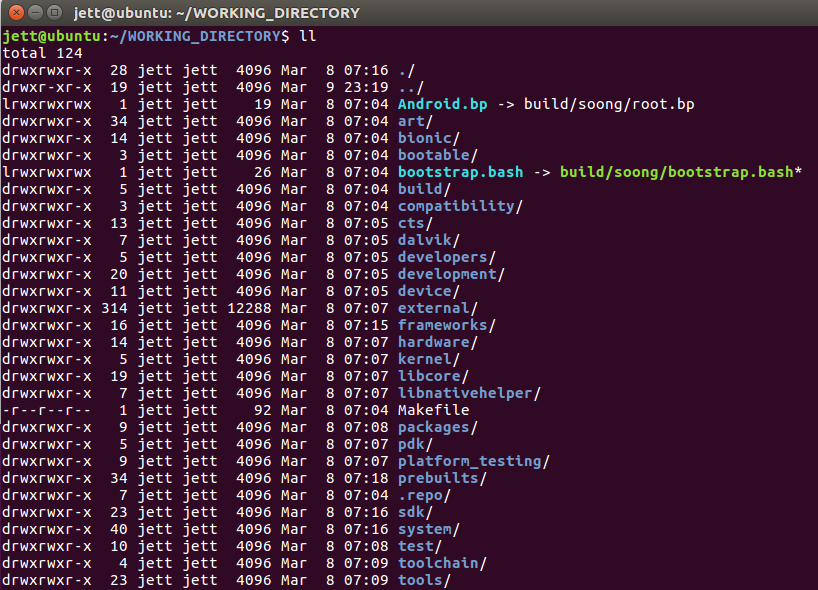 jett@ubuntu: ~/WORKING_DIRECTORY
jett@ubuntu:~/WORKING_DIRECTORY$ ll
total 124
drwxrwxr-x  28 jett jett  4096 Mar  8 07:16 ./
drwxr-xr-x  19 jett jett  4096 Mar  9 23:19 ../
lrwxrwxrwx   1 jett jett    19 Mar  8 07:04 Android.bp -> build/soong/root.bp
drwxrwxr-x  34 jett jett  4096 Mar  8 07:04 art/
drwxrwxr-x  14 jett jett  4096 Mar  8 07:04 bionic/
drwxrwxr-x   3 jett jett  4096 Mar  8 07:04 bootable/
lrwxrwxrwx   1 jett jett    26 Mar  8 07:04 bootstrap.bash -> build/soong/bootstrap.bash*
drwxrwxr-x   5 jett jett  4096 Mar  8 07:04 build/
drwxrwxr-x   3 jett jett  4096 Mar  8 07:04 compatibility/
drwxrwxr-x  13 jett jett  4096 Mar  8 07:05 cts/
drwxrwxr-x   7 jett jett  4096 Mar  8 07:05 dalvik/
drwxrwxr-x   5 jett jett  4096 Mar  8 07:05 developers/
drwxrwxr-x  20 jett jett  4096 Mar  8 07:05 development/
drwxrwxr-x  11 jett jett  4096 Mar  8 07:05 device/
drwxrwxr-x 314 jett jett 12288 Mar  8 07:07 external/
drwxrwxr-x  16 jett jett  4096 Mar  8 07:15 frameworks/
drwxrwxr-x  14 jett jett  4096 Mar  8 07:07 hardware/
drwxrwxr-x   5 jett jett  4096 Mar  8 07:07 kernel/
drwxrwxr-x  19 jett jett  4096 Mar  8 07:07 libcore/
drwxrwxr-x   7 jett jett  4096 Mar  8 07:07 libnativehelper/
-r--r--r--   1 jett jett    92 Mar  8 07:04 Makefile
drwxrwxr-x   9 jett jett  4096 Mar  8 07:08 packages/
drwxrwxr-x   5 jett jett  4096 Mar  8 07:07 pdk/
drwxrwxr-x   9 jett jett  4096 Mar  8 07:07 platform_testing/
drwxrwxr-x  34 jett jett  4096 Mar  8 07:18 prebuilts/
drwxrwxr-x   7 jett jett  4096 Mar  8 07:04 .repo/
drwxrwxr-x  23 jett jett  4096 Mar  8 07:16 sdk/
drwxrwxr-x  40 jett jett  4096 Mar  8 07:16 system/
drwxrwxr-x  10 jett jett  4096 Mar  8 07:08 test/
drwxrwxr-x   4 jett jett  4096 Mar  8 07:09 toolchain/
drwxrwxr-x  23 jett jett  4096 Mar  8 07:09 tools/